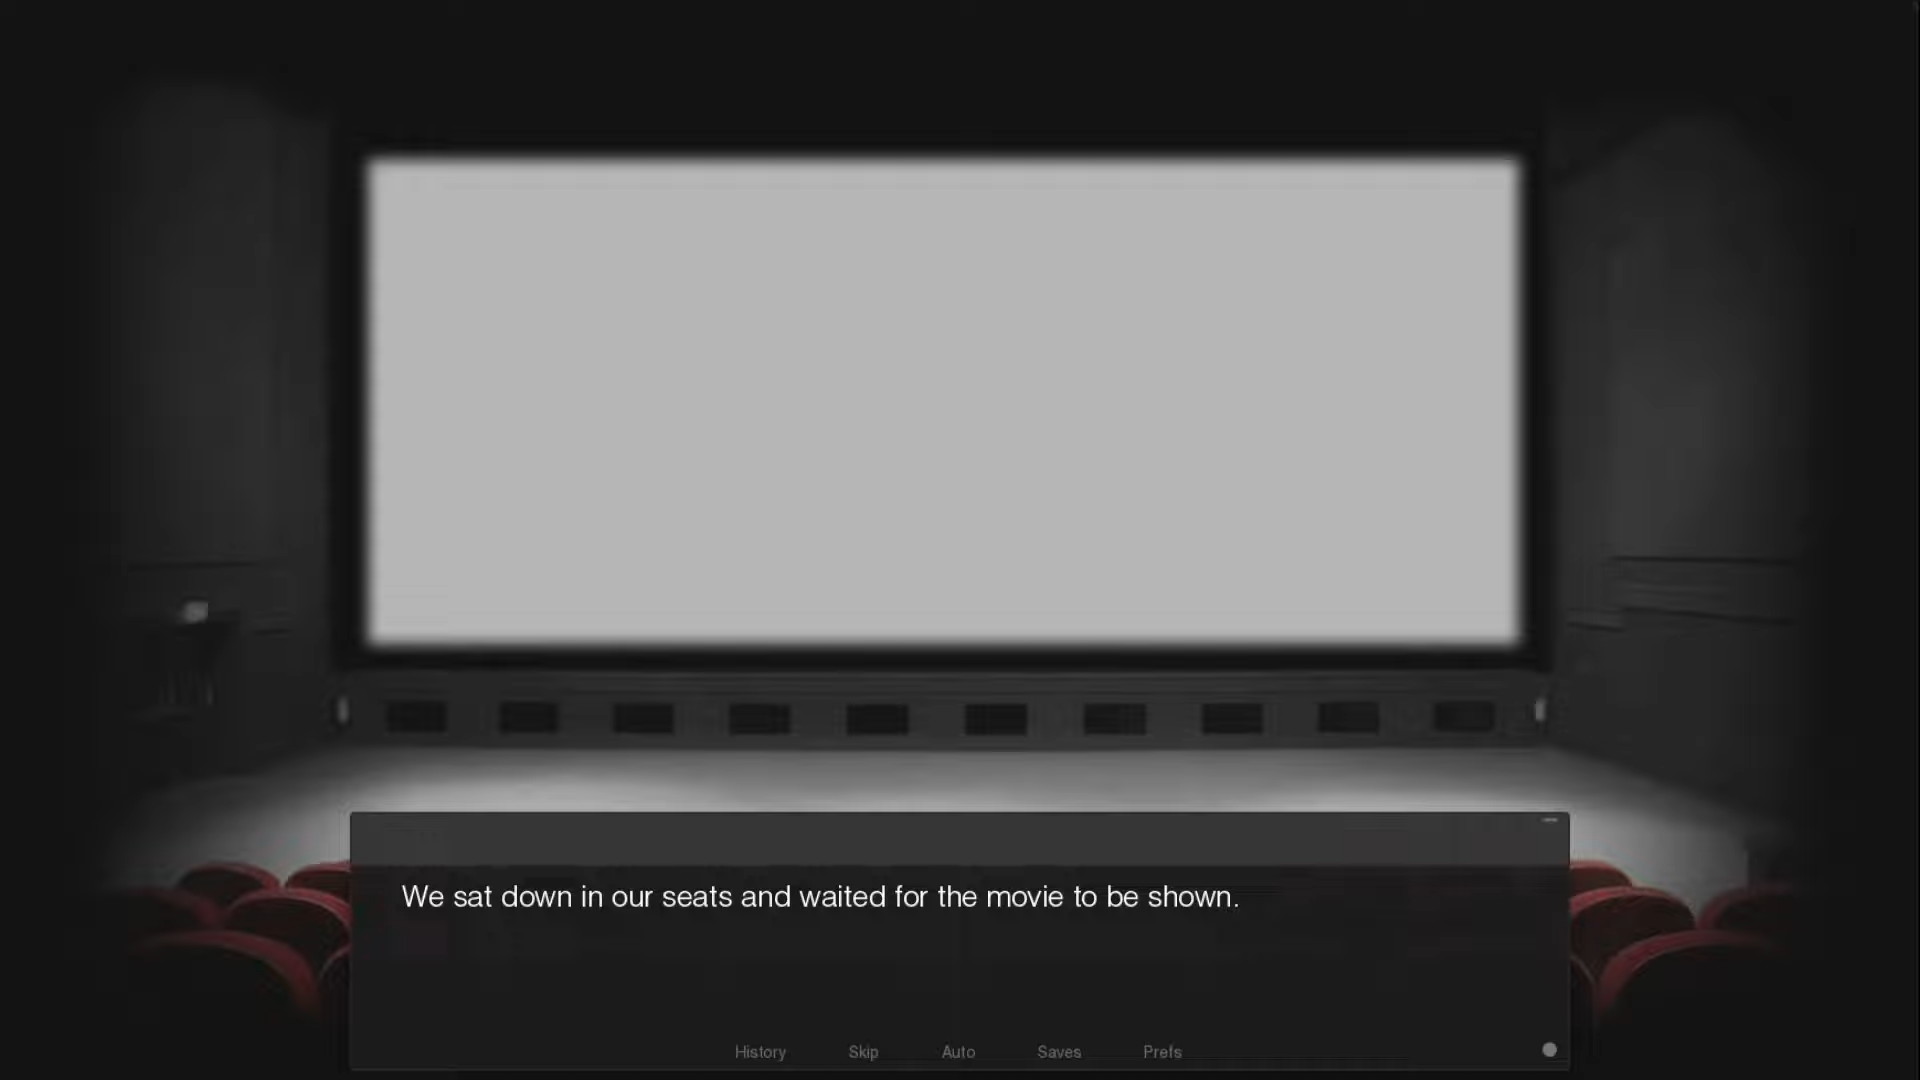 We sat down in our seats and waited for the movie to be shown.
History Skip Auto Saves Prefs